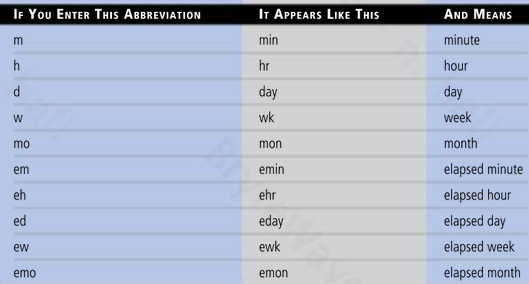 If You Enter This Abbreviation It Appears Like This And Means
m min minute
h hr hour
d day day
w wk week
mo mon month
em emin elapsed minute
eh ehr elapsed hour
ed eday elapsed day
ew ewk elapsed week
emo emon elapsed month